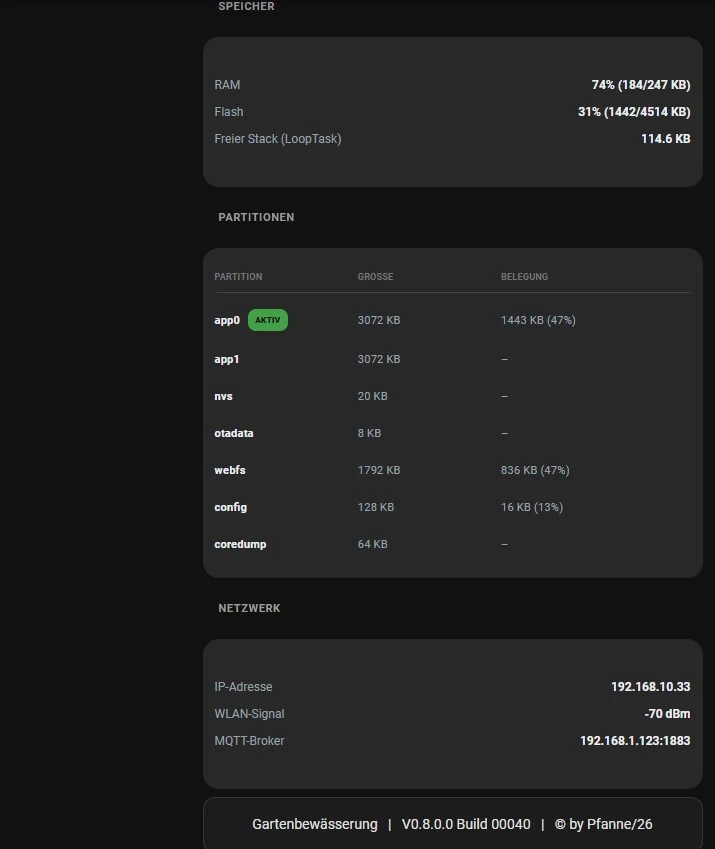 SPEICHER
RAM 74% (184/247 KB)
Flash 31% (1442/4514 KB)
Freier Stack (LoopTask) 114.6 KB
PARTITIONEN
PARTITION GROSSE BELEGUNG
app0 AKTIV 3072 KB 1443 KB (47%)
app1 3072 KB –
nvs 20 KB –
otadata 8 KB –
webfs 1792 KB 836 KB (47%)
config 128 KB 16 KB (13%)
coredump 64 KB –
NETZWERK
IP-Adresse 192.168.10.33
WLAN-Signal -70 dBm
MQTT-Broker 192.168.1.123:1883
Gartenbewässerung | V0.8.0.0 Build 00040 | © by Pfanne/26